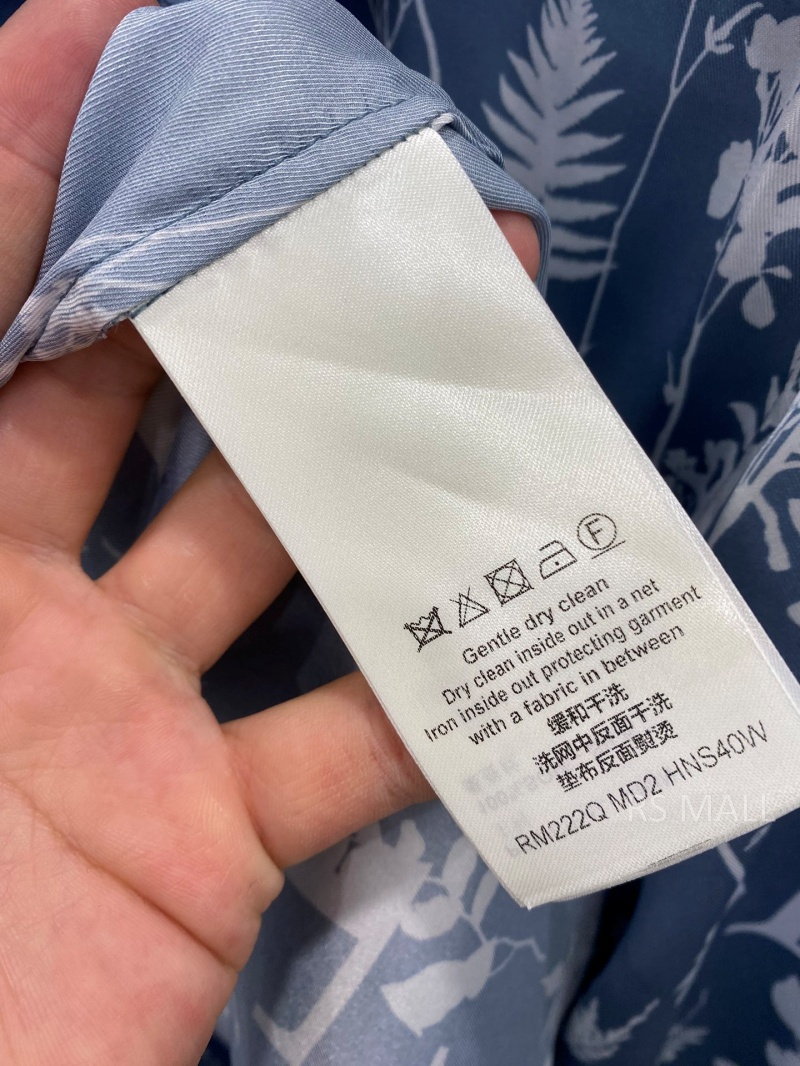 F
Gentle dry clean
Dry clean inside out in a net
Iron inside out protecting garment
with a fabric in between
缓和干洗
洗网中反面干洗
垫布反面熨烫
RM222Q MD2 HNS40W
RS MALL